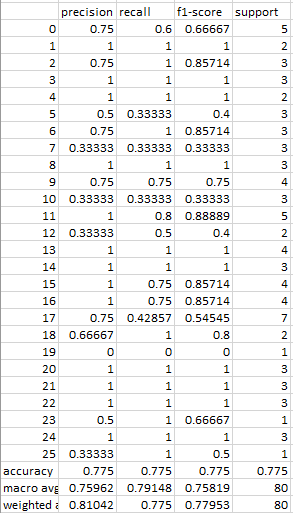 precision recall f1-score support
0 0.75 0.6 0.66667 5
1 1 1 1 2
2 0.75 1 0.85714 3
3 1 1 1 3
4 1 1 1 2
5 0.5 0.33333 0.4 3
6 0.75 1 0.85714 3
7 0.33333 0.33333 0.33333 3
8 1 1 1 3
9 0.75 0.75 0.75 4
10 0.33333 0.33333 0.33333 3
11 1 0.8 0.88889 5
12 0.33333 0.5 0.4 2
13 1 1 1 4
14 1 1 1 3
15 1 0.75 0.85714 4
16 1 0.75 0.85714 4
17 0.75 0.42857 0.54545 7
18 0.66667 1 0.8 2
19 0 0 0 1
20 1 1 1 3
21 1 1 1 3
22 1 1 1 3
23 0.5 1 0.66667 1
24 1 1 1 3
25 0.33333 1 0.5 1
accuracy 0.775 0.775 0.775 0.775
macro avg 0.75962 0.79148 0.75819 80
weighted a 0.81042 0.775 0.77953 80